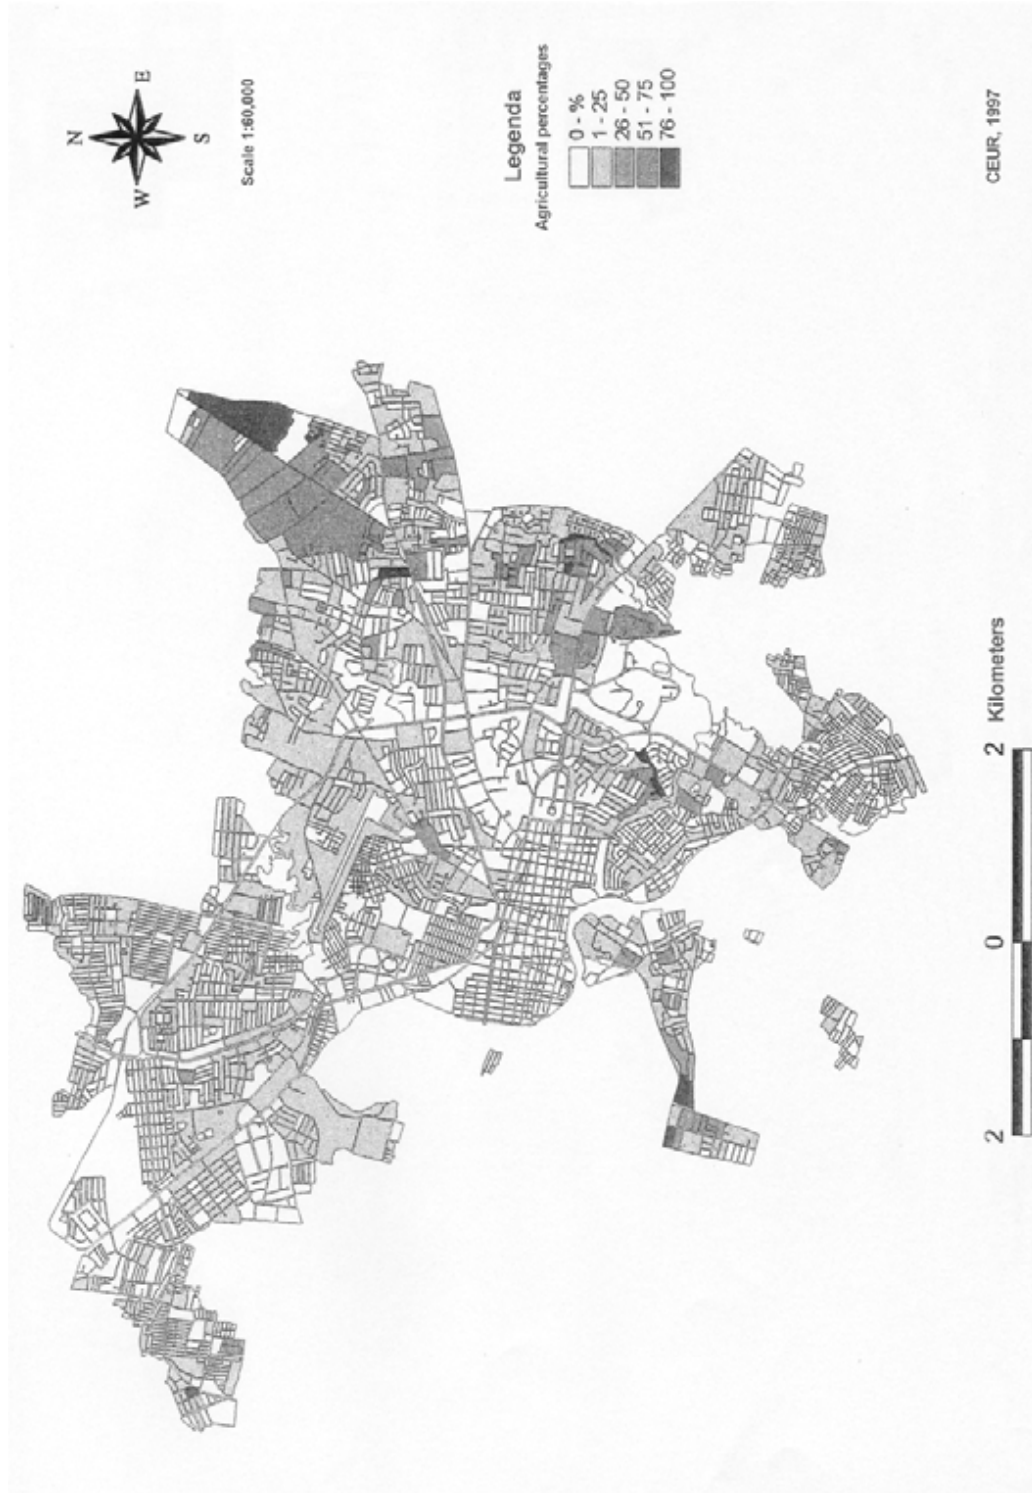 N
W
E
S
Scale 1:60,000
Legenda
Agricultural percentages
0 - %
1 - 25
26 - 50
51 - 75
76 - 100
2 0 2 Kilometers
CEUR, 1997